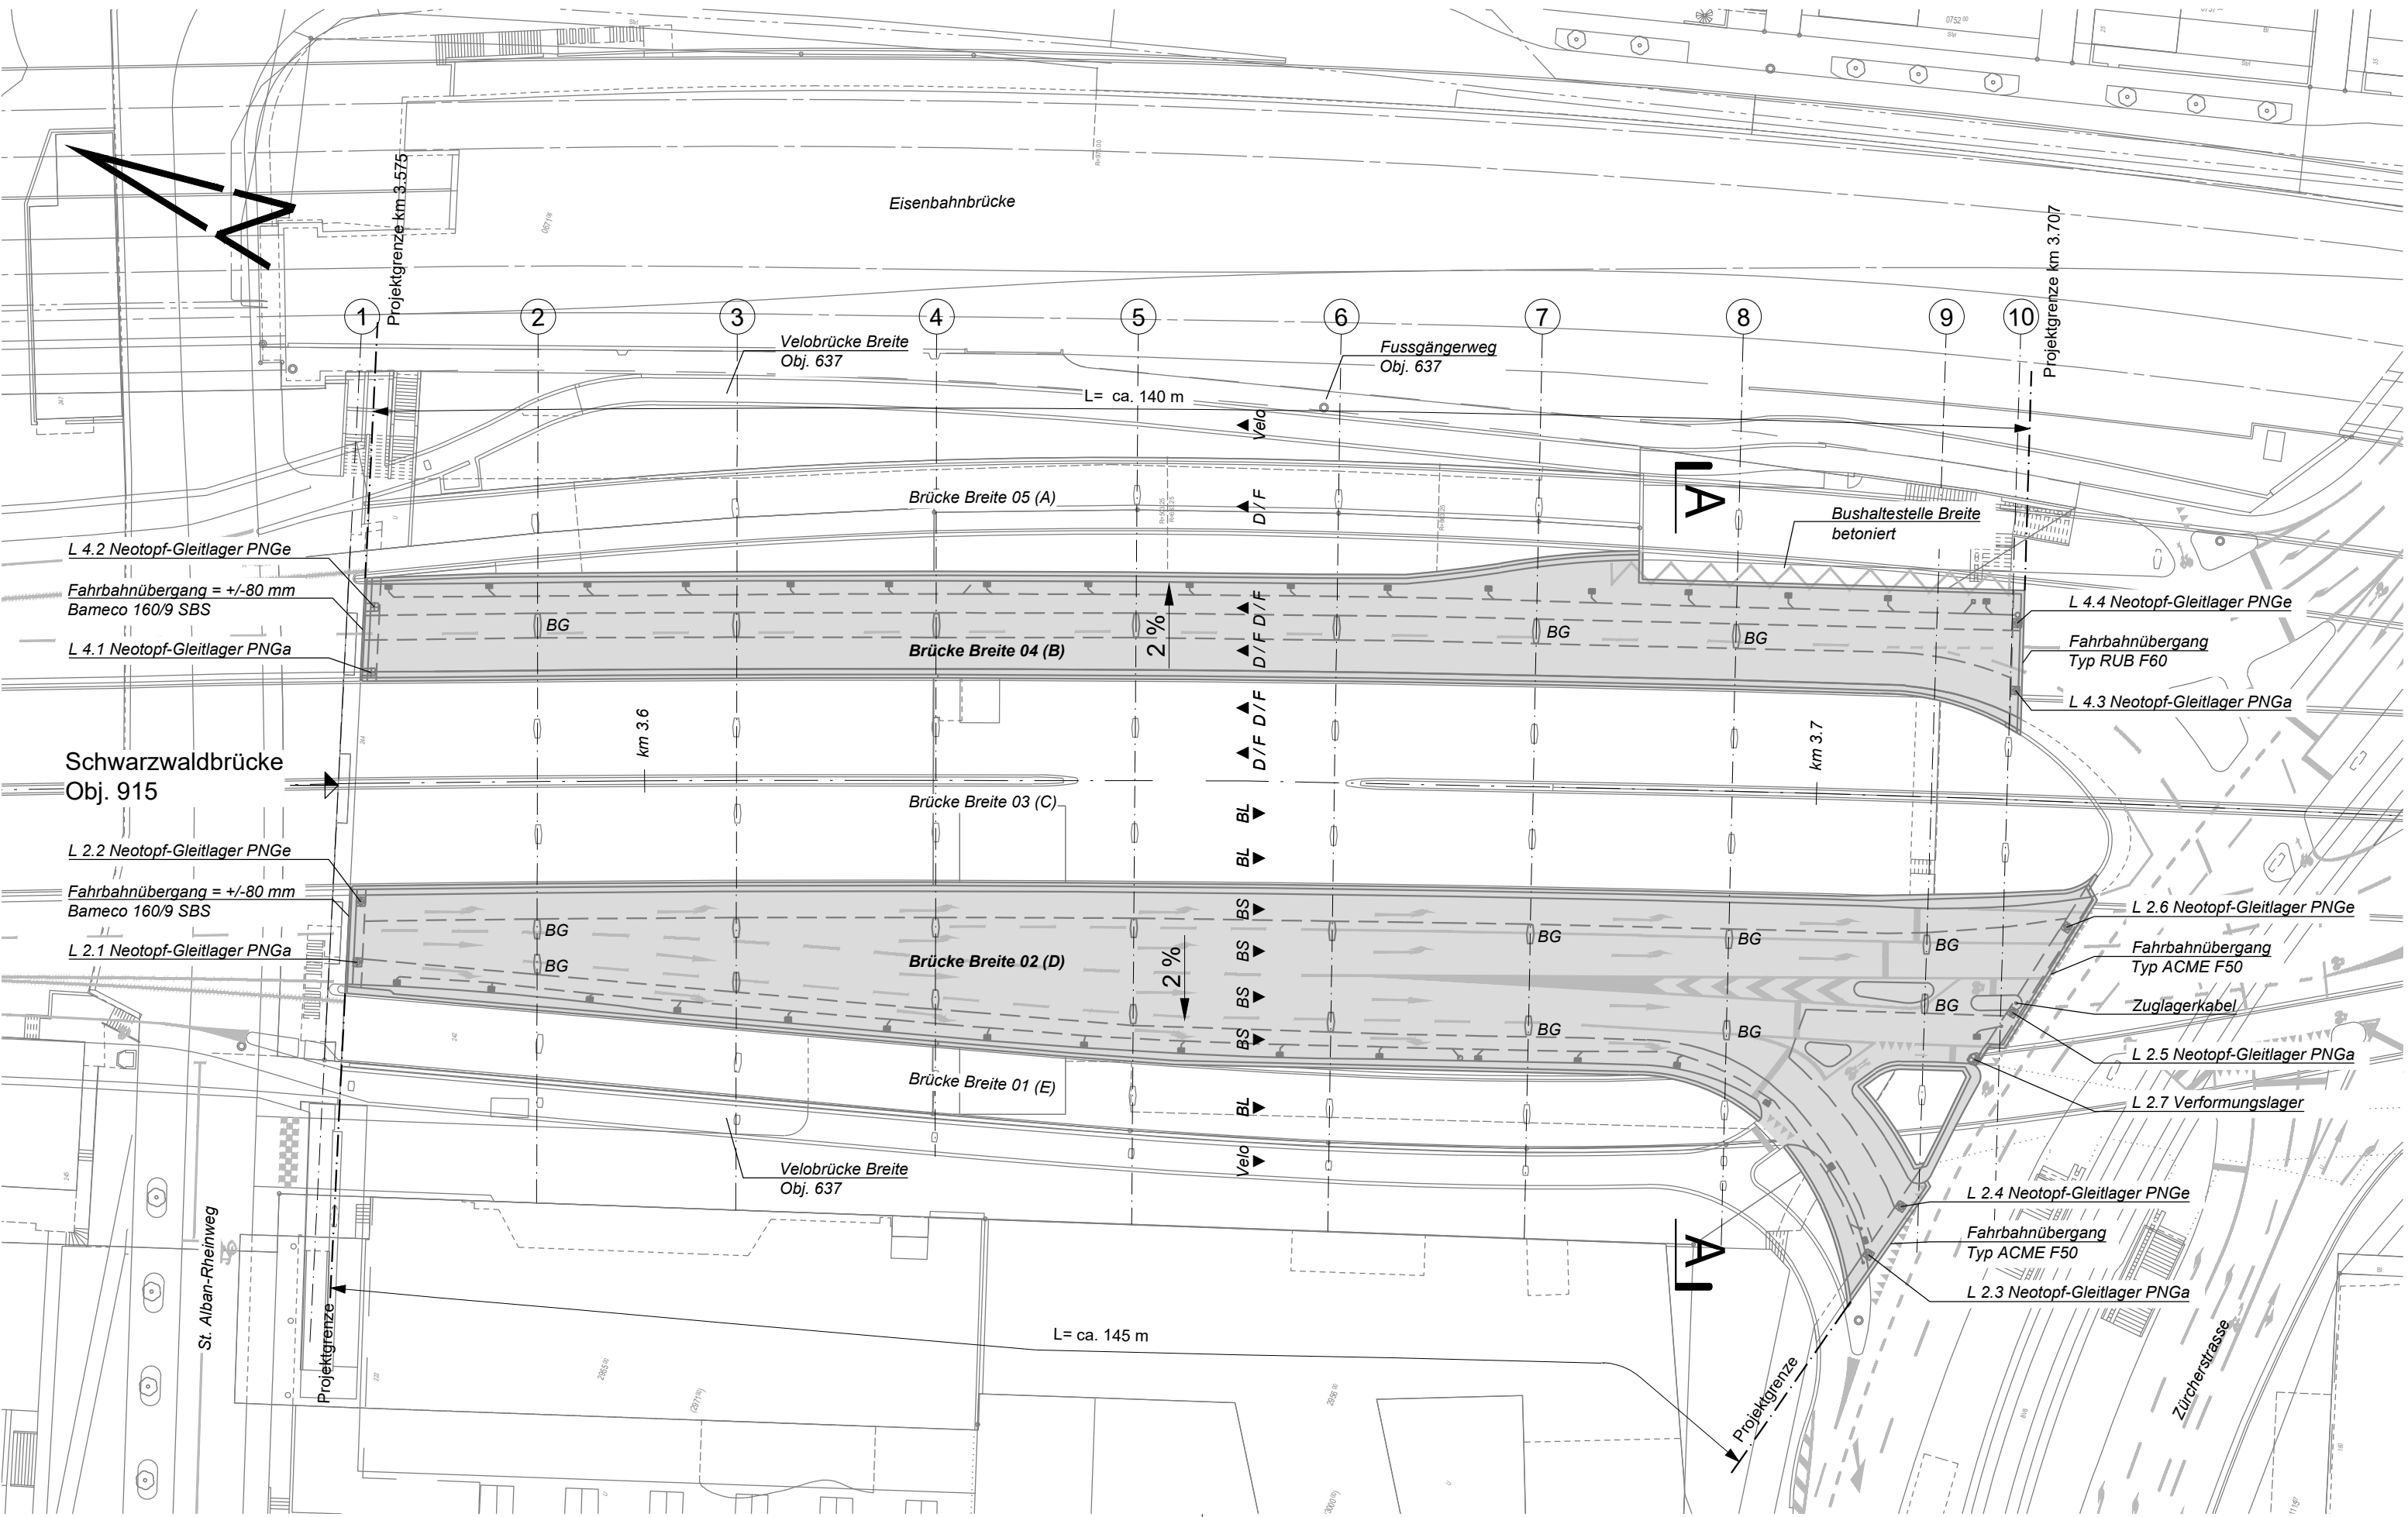 0752 00
Eisenbahnbrücke
Projektgrenze km 3.575
Projektgrenze km 3.707
1
2
3
4
5
6
7
8
9
10
Velobrücke Breite
Obj. 637
Fussgängerweg
Obj. 637
L= ca. 140 m
Velo
A
Brücke Breite 05 (A)
D / F
Bushaltestelle Breite
betoniert
L 4.2 Neotopf-Gleitlager PNGe
Fahrbahnübergang = +/-80 mm
Bameco 160/9 SBS
L 4.1 Neotopf-Gleitlager PNGa
BG
Brücke Breite 04 (B)
2 %
D / F
D / F
BG
BG
L 4.4 Neotopf-Gleitlager PNGe
Fahrbahnübergang
Typ RUB F60
L 4.3 Neotopf-Gleitlager PNGa
D / F
D / F
km 3.6
km 3.7
Schwarzwaldbrücke
Obj. 915
Brücke Breite 03 (C)
BL
BL
L 2.2 Neotopf-Gleitlager PNGe
Fahrbahnübergang = +/-80 mm
Bameco 160/9 SBS
L 2.1 Neotopf-Gleitlager PNGa
BG
BG
Brücke Breite 02 (D)
2 %
BS
BS
BS
BS
BG
BG
BG
BG
BG
BG
L 2.6 Neotopf-Gleitlager PNGe
Fahrbahnübergang
Typ ACME F50
Zuglagerkabel
L 2.5 Neotopf-Gleitlager PNGa
L 2.7 Verformungslager
Brücke Breite 01 (E)
BL
Velo
Velobrücke Breite
Obj. 637
L 2.4 Neotopf-Gleitlager PNGe
Fahrbahnübergang
Typ ACME F50
L 2.3 Neotopf-Gleitlager PNGa
A
St. Alban-Rheinweg
Projektgrenze
L= ca. 145 m
Projektgrenze
Zürcherstrasse